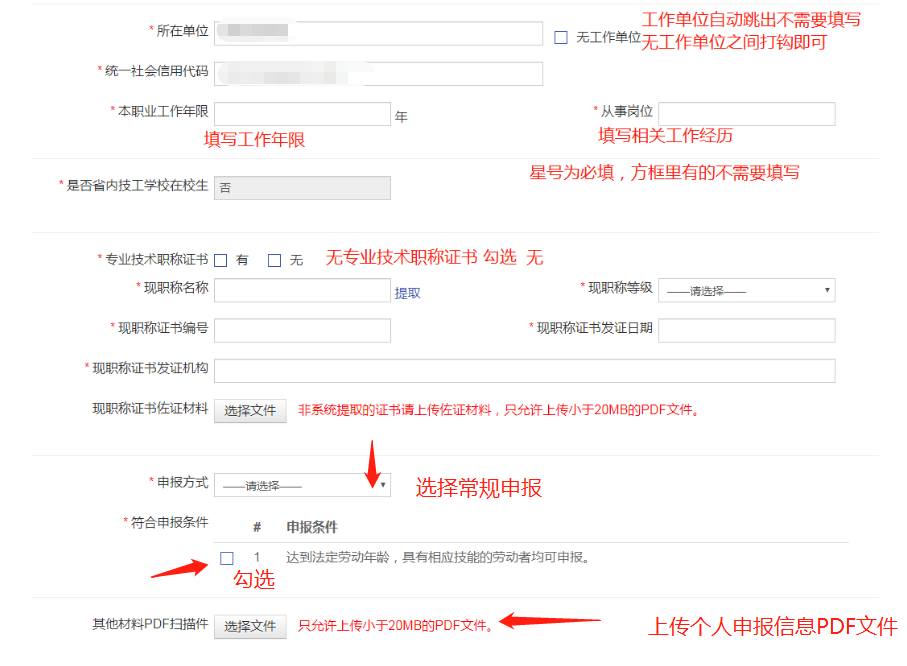 * 所在单位
无工作单位
工作单位自动跳出不需要填写
无工作单位之间打钩即可
* 统一社会信用代码
* 本职业工作年限
年
* 从事岗位
填写工作年限
填写相关工作经历
星号为必填，方框里有的不需要填写
* 是否省内技工学校在校生
否
* 专业技术职称证书
有
无
无专业技术职称证书 勾选 无
* 现职称名称
提取
* 现职称等级
——请选择——
* 现职称证书编号
* 现职称证书发证日期
* 现职称证书发证机构
现职称证书佐证材料
选择文件
非系统提取的证书请上传佐证材料，只允许上传小于20MB的PDF文件。
* 申报方式
——请选择——
选择常规申报
* 符合申报条件
# 申报条件
1 达到法定劳动年龄，具有相应技能的劳动者均可申报。
勾选
其他材料PDF扫描件
选择文件
只允许上传小于20MB的PDF文件。
上传个人申报信息PDF文件